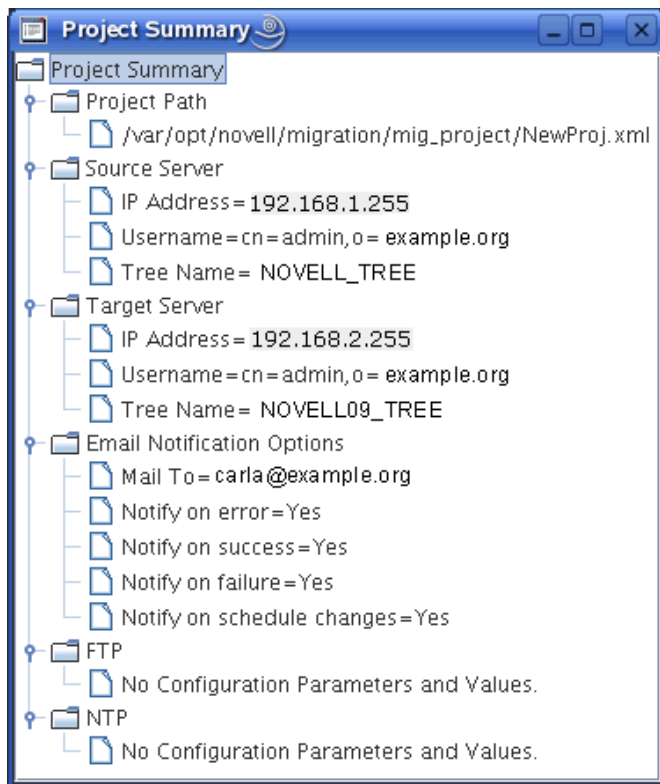 Project Summary
Project Summary
Project Path
/var/opt/novell/migration/mig_project/NewProj.xml
Source Server
IP Address= 192.168.1.255
Username=cn=admin,o= example.org
Tree Name= NOVELL_TREE
Target Server
IP Address= 192.168.2.255
Username=cn=admin,o= example.org
Tree Name= NOVELL09_TREE
Email Notification Options
Mail To= carla@example.org
Notify on error=Yes
Notify on success=Yes
Notify on failure=Yes
Notify on schedule changes=Yes
FTP
No Configuration Parameters and Values.
NTP
No Configuration Parameters and Values.